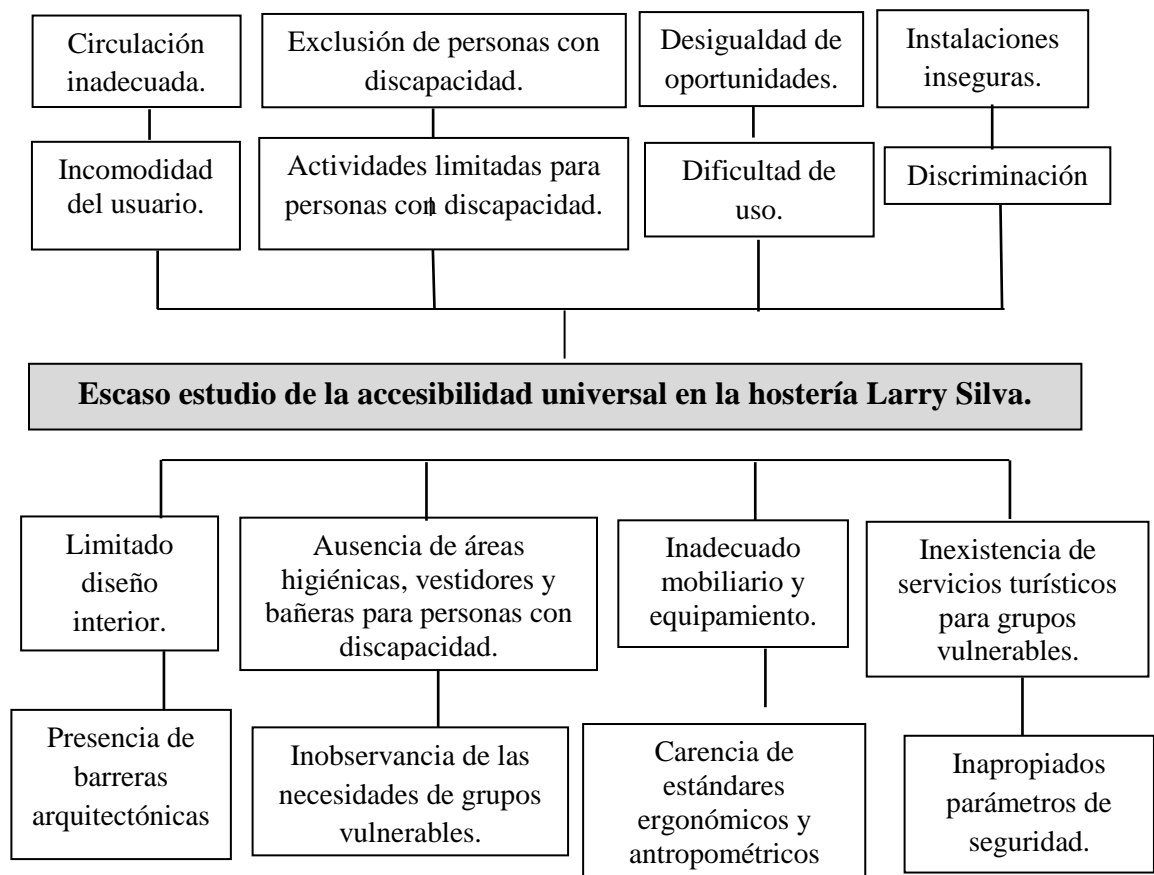 Circulación
inadecuada.
Exclusión de personas con
discapacidad.
Desigualdad de
oportunidades.
Instalaciones
inseguras.
Incomodidad
del usuario.
Actividades limitadas para
personas con discapacidad.
Dificultad de
uso.
Discriminación
Escaso estudio de la accesibilidad universal en la hostería Larry Silva.
Limitado
diseño
interior.
Ausencia de áreas
higiénicas, vestidores y
bañeras para personas con
discapacidad.
Inadecuado
mobiliario y
equipamiento.
Inexistencia de
servicios turísticos
para grupos
vulnerables.
Presencia de
barreras
arquitectónicas
Inobservancia de las
necesidades de grupos
vulnerables.
Carencia de
estándares
ergonómicos y
antropométricos
Inapropiados
parámetros de
seguridad.